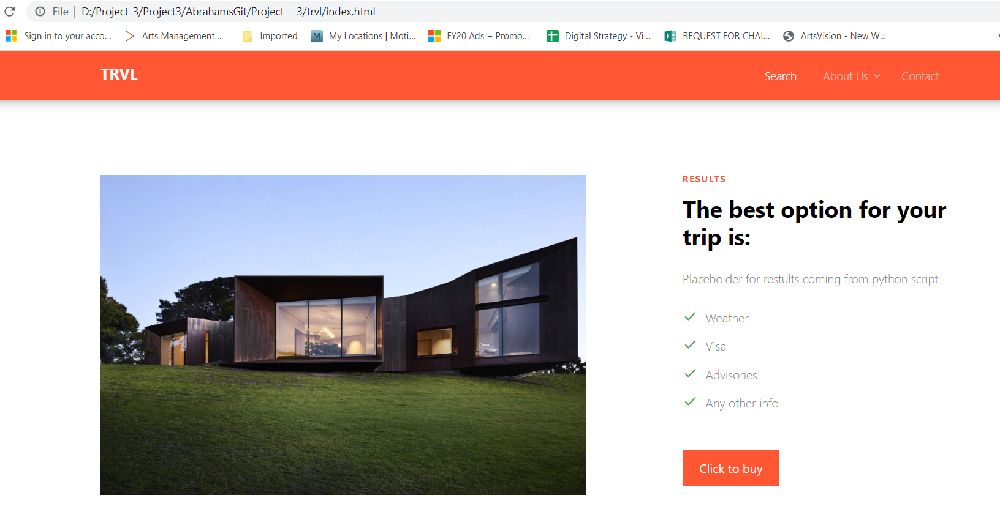 File | D:/Project_3/Project3/AbrahamsGit/Project---3/trvl/index.html
Sign in to your acco... Arts Management... Imported M My Locations | Moti... FY20 Ads + Promo... Digital Strategy - Vi... F REQUEST FOR CHAI... ArtsVision - New W...
TRVL Search About Us Contact
RESULTS
The best option for your
trip is:
Placeholder for restults coming from python script
Weather
Visa
Advisories
Any other info
Click to buy